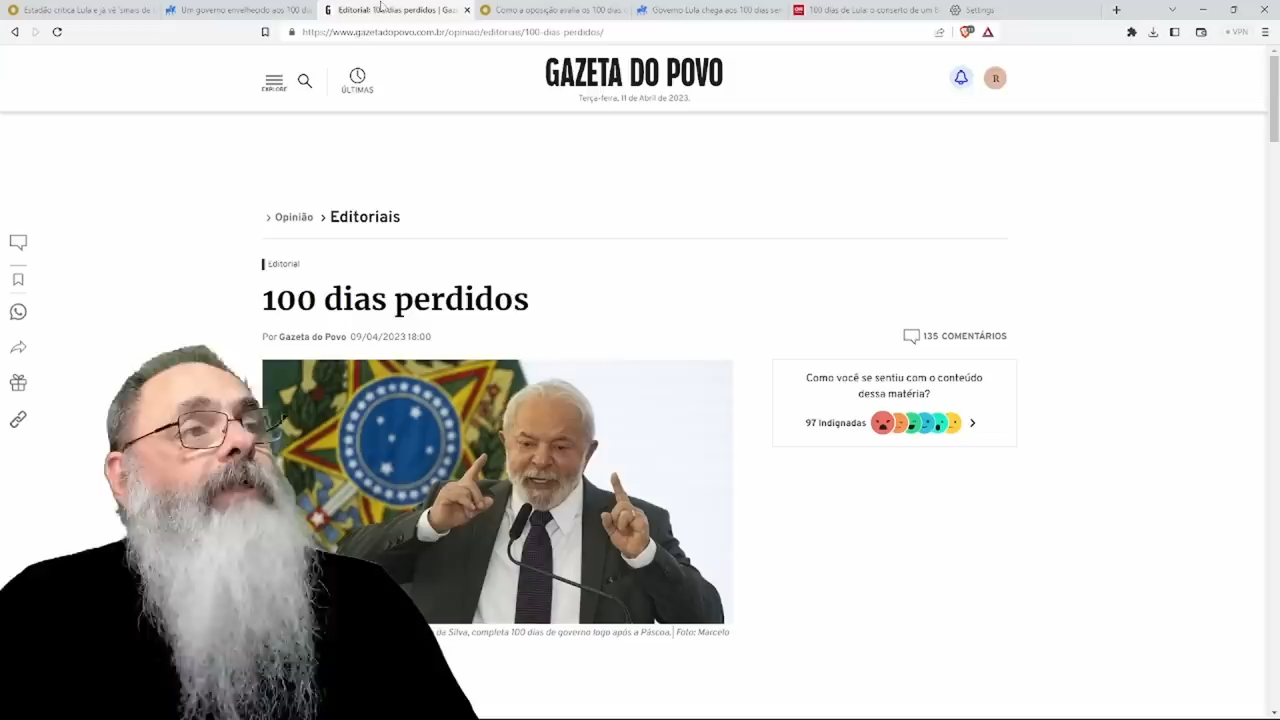 Estadão critica Lula e já vê 'sinais de
Um governo envelhecido aos 100 dia
Editorial: 10 dias perdidos | Gaz
Como a oposição avalia os 100 dias
Governo Lula chega aos 100 dias se
100 dias de Lula: o conserto de um B
Settings
https://www.gazetadopovo.com.br/opiniao/editoriais/100-dias-perdidos/
VPN
EXPLORE
ÚLTIMAS
GAZETA DO POVO
R
Terça-feira, 11 de Abril de 2023.
> Opinião > Editoriais
Editorial
100 dias perdidos
Por Gazeta do Povo 09/04/2023 18:00
135 COMENTÁRIOS
Como você se sentiu com o conteúdo
dessa matéria?
97 Indignadas
da Silva, completa 100 dias de governo logo após a Páscoa.| Foto: Marcelo